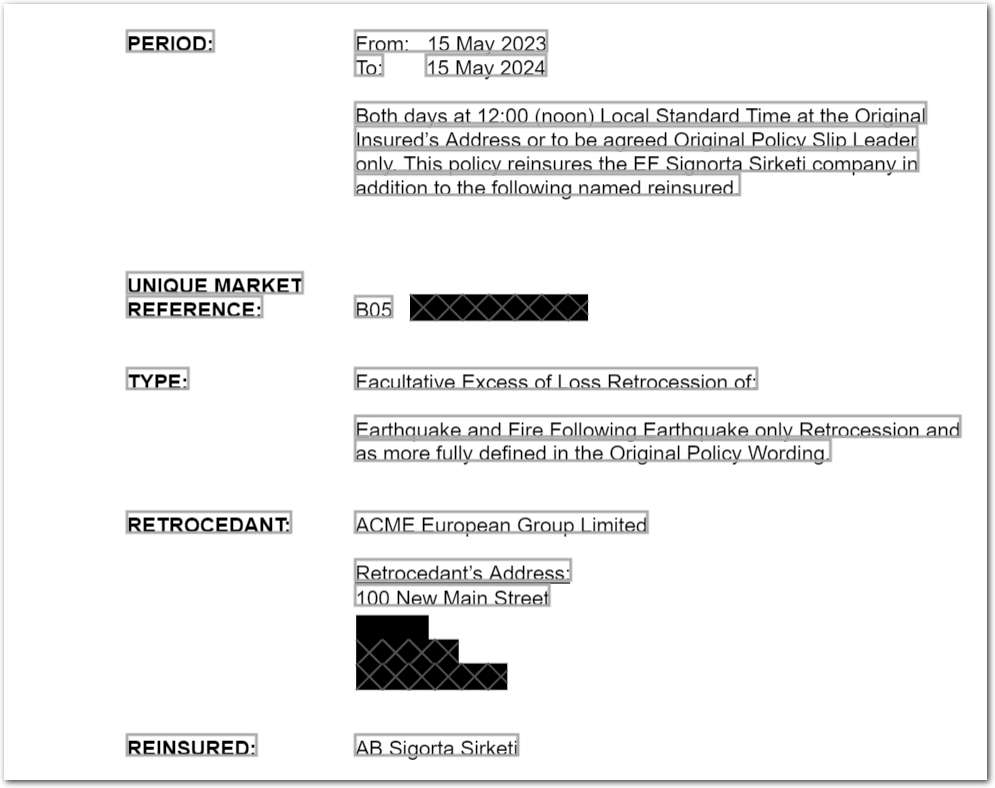 PERIOD: From: 15 May 2023
To: 15 May 2024
Both days at 12:00 (noon) Local Standard Time at the Original
Insured's Address or to be agreed Original Policy Slip Leader
only. This policy reinsures the EF Signorta Sirketi company in
addition to the following named reinsured.
UNIQUE MARKET
REFERENCE: B05
TYPE: Facultative Excess of Loss Retrocession of:
Earthquake and Fire Following Earthquake only Retrocession and
as more fully defined in the Original Policy Wording.
RETROCEDANT: ACME European Group Limited
Retrocedant's Address:
100 New Main Street
REINSURED: AB Sigorta Sirketi